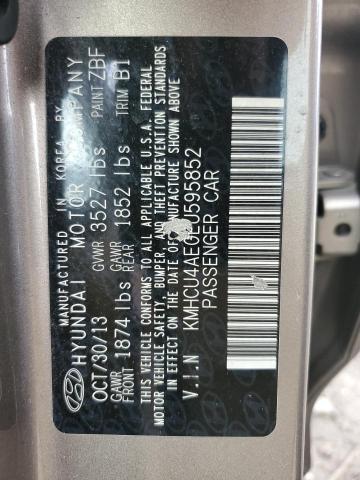 MANUFACTURED IN KOREA BY
HYUNDAI MOTOR COMPANY
OCT/30/13 GVWR 3527 lbs PAINT ZBF
GAWR FRONT 1874 lbs GAWR REAR 1852 lbs TRIM B1
THIS VEHICLE CONFORMS TO ALL APPLICABLE U.S.A. FEDERAL
MOTOR VEHICLE SAFETY, BUMPER, AND THEFT PREVENTION
STANDARDS IN EFFECT ON THE DATE OF MANUFACTURE SHOWN ABOVE.
V.I.N KMHCU4AE0EU595852
PASSENGER CAR